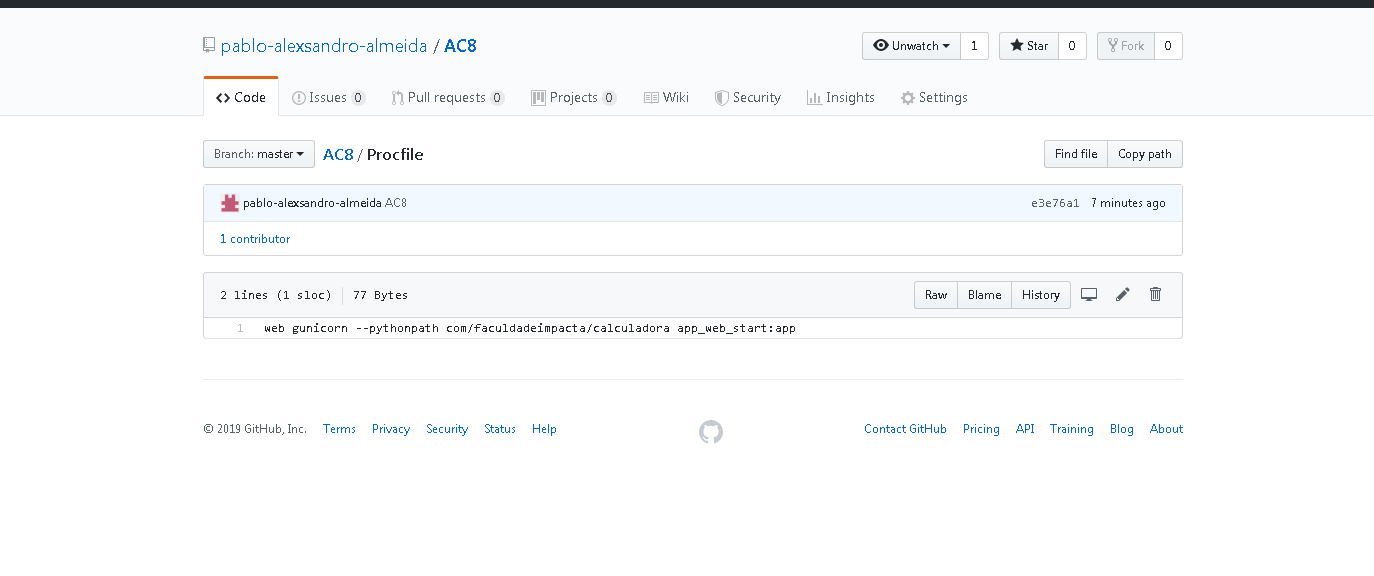 pablo-alexsandro-almeida / AC8
Unwatch 1 Star 0 Fork 0
Code Issues 0 Pull requests 0 Projects 0 Wiki Security Insights Settings
Branch: master AC8 / Procfile Find file Copy path
pablo-alexsandro-almeida AC8 e3e76a1 7 minutes ago
1 contributor
2 lines (1 sloc) 77 Bytes Raw Blame History
1 web gunicorn --pythonpath com/faculdadeimpacta/calculadora app_web_start:app
© 2019 GitHub, Inc. Terms Privacy Security Status Help Contact GitHub Pricing API Training Blog About